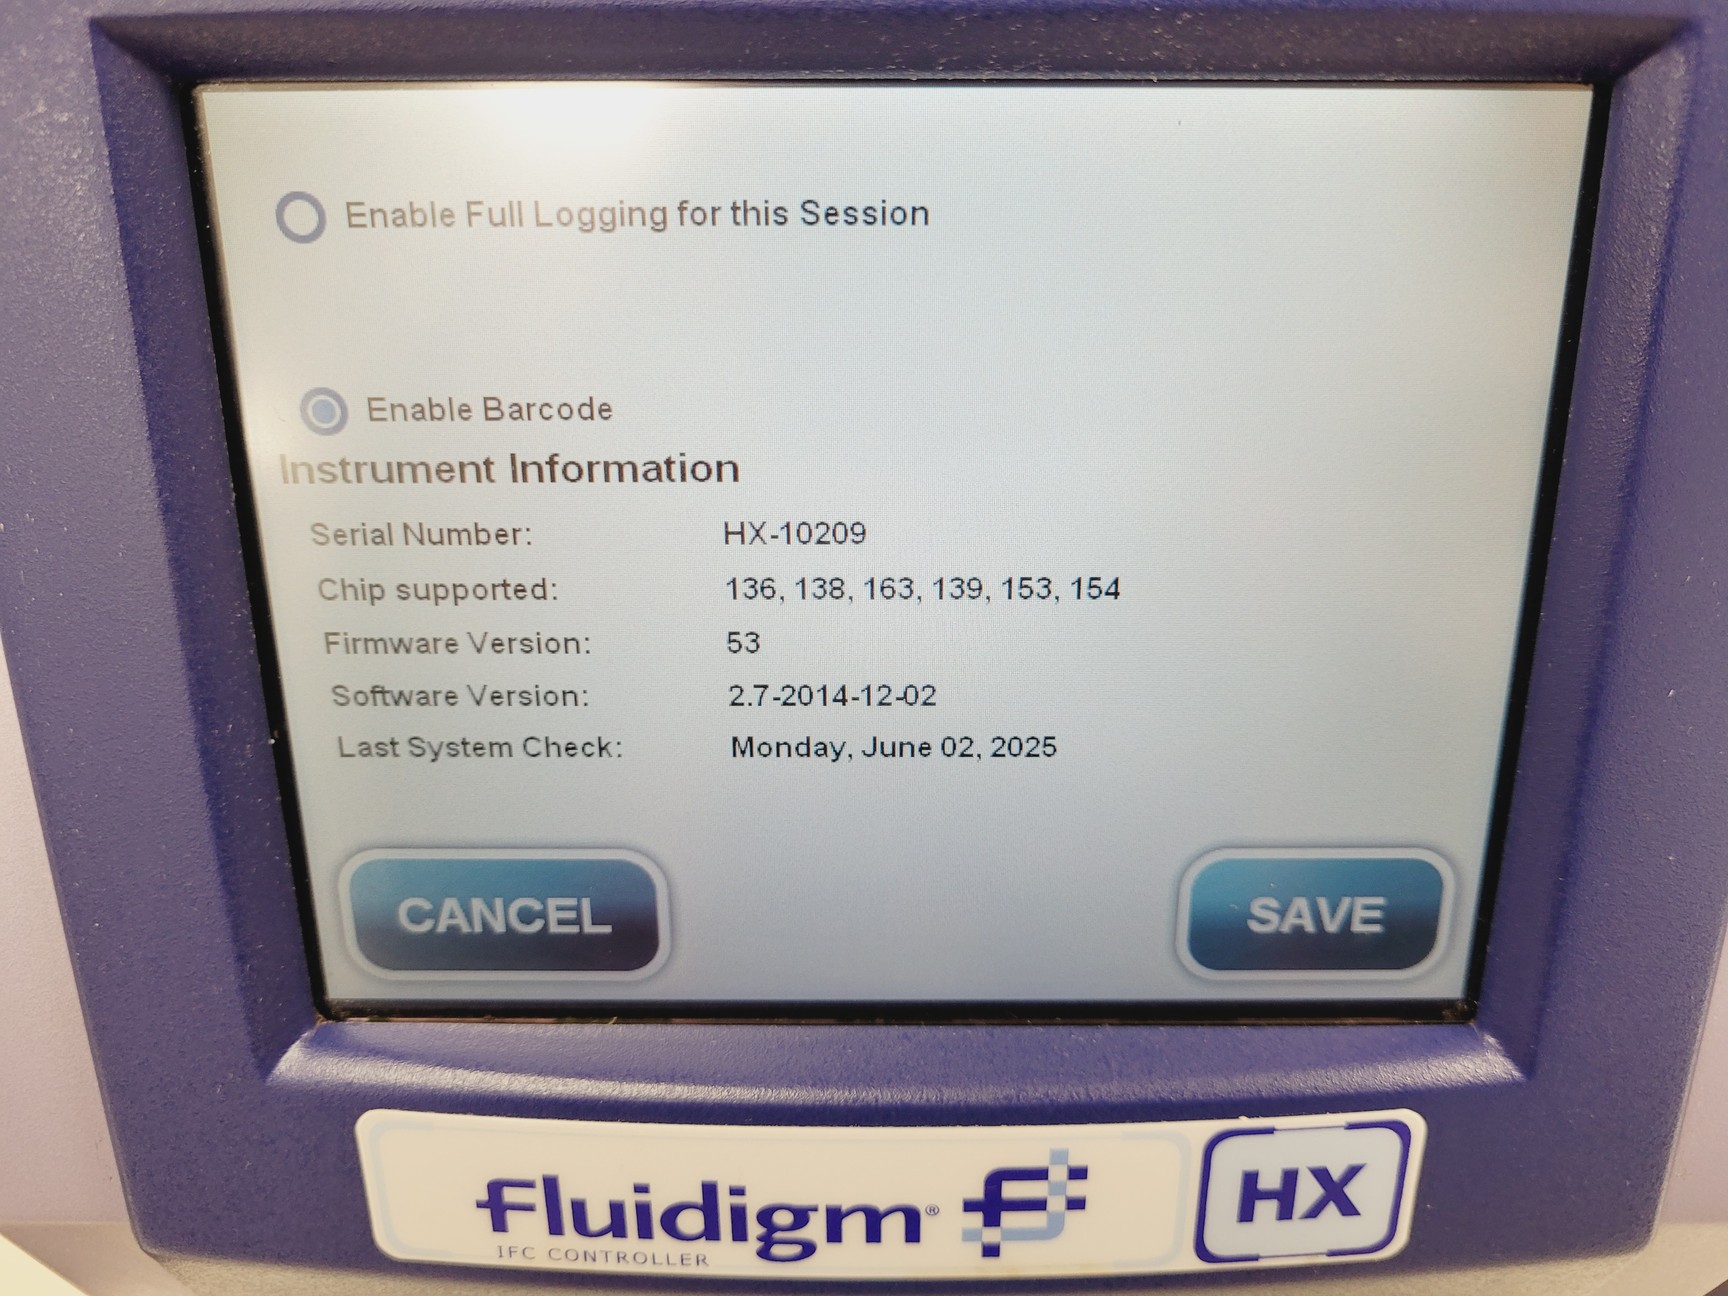 Enable Full Logging for this Session
Enable Barcode
Instrument Information
Serial Number: HX-10209
Chip supported: 136, 138, 163, 139, 153, 154
Firmware Version: 53
Software Version: 2.7-2014-12-02
Last System Check: Monday, June 02, 2025
CANCEL SAVE
fluidigm® HX
IFC CONTROLLER